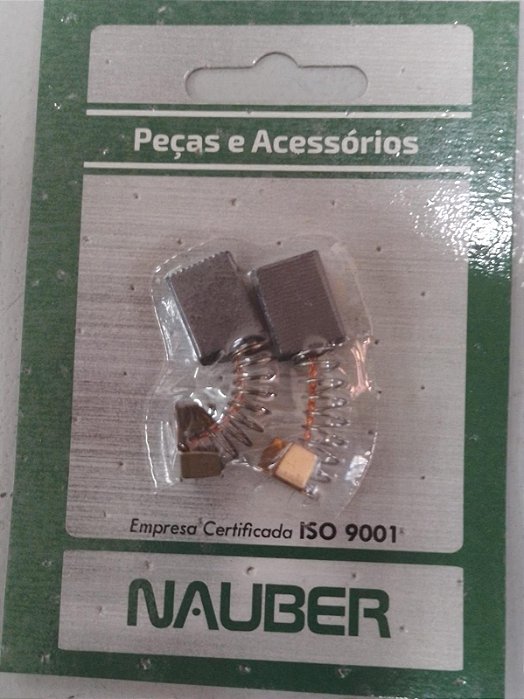 Peças e Acessórios
Empresa Certificada ISO 9001
NAUBER